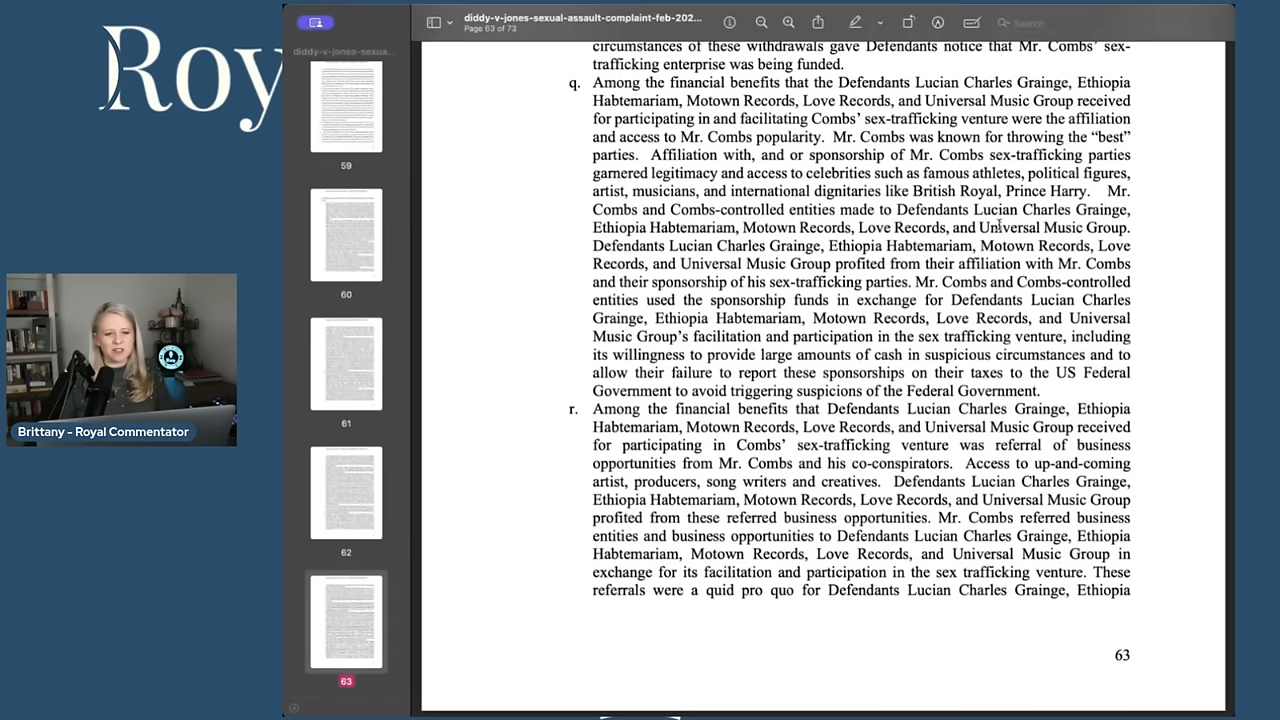 Roy
diddy-v-jones-sexual-assault-complaint-feb-202...
Page 63 of 73
Search
diddy-v-jones-sexua...
59
60
61
62
63
Brittany - Royal Commentator
circumstances of these withdrawals gave Defendants notice that Mr. Combs' sex-
trafficking enterprise was being funded.
q. Among the financial benefits that the Defendants Lucian Charles Grainge, Ethiopia
Habtemariam, Motown Records, Love Records, and Universal Music Group received
for participating in and facilitating Combs' sex-trafficking venture were the affiliation
and access to Mr. Combs popularity. Mr. Combs was known for throwing the "best"
parties. Affiliation with, and or sponsorship of Mr. Combs sex-trafficking parties
garnered legitimacy and access to celebrities such as famous athletes, political figures,
artist, musicians, and international dignitaries like British Royal, Prince Harry. Mr.
Combs and Combs-controlled entities made to Defendants Lucian Charles Grainge,
Ethiopia Habtemariam, Motown Records, Love Records, and Universal Music Group.
Defendants Lucian Charles Grainge, Ethiopia Habtemariam, Motown Records, Love
Records, and Universal Music Group profited from their affiliation with Mr. Combs
and their sponsorship of his sex-trafficking parties. Mr. Combs and Combs-controlled
entities used the sponsorship funds in exchange for Defendants Lucian Charles
Grainge, Ethiopia Habtemariam, Motown Records, Love Records, and Universal
Music Group's facilitation and participation in the sex trafficking venture, including
its willingness to provide large amounts of cash in suspicious circumstances and to
allow their failure to report these sponsorships on their taxes to the US Federal
Government to avoid triggering suspicions of the Federal Government.
r. Among the financial benefits that Defendants Lucian Charles Grainge, Ethiopia
Habtemariam, Motown Records, Love Records, and Universal Music Group received
for participating in Combs' sex-trafficking venture was referral of business
opportunities from Mr. Combs and his co-conspirators. Access to up-and-coming
artist, producers, song writers and creatives. Defendants Lucian Charles Grainge,
Ethiopia Habtemariam, Motown Records, Love Records, and Universal Music Group
profited from these referred business opportunities. Mr. Combs referred business
entities and business opportunities to Defendants Lucian Charles Grainge, Ethiopia
Habtemariam, Motown Records, Love Records, and Universal Music Group in
exchange for its facilitation and participation in the sex trafficking venture. These
referrals were a quid pro quo for Defendants Lucian Charles Grainge, Ethiopia
63